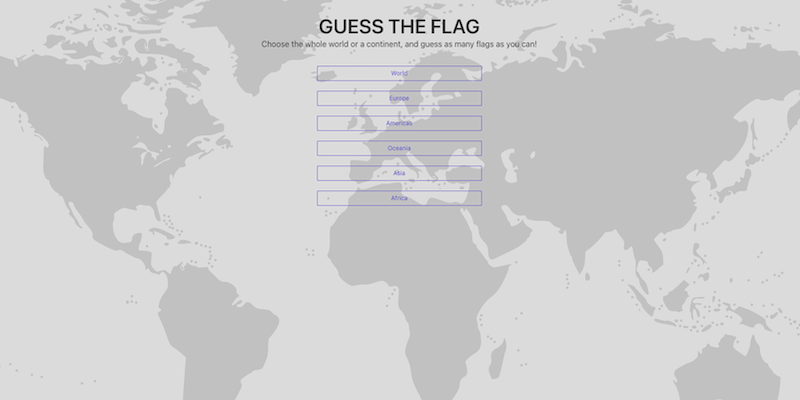 GUESS THE FLAG
Choose the whole world or a continent, and guess as many flags as you can!
World
Europe
Americas
Oceania
Asia
Africa